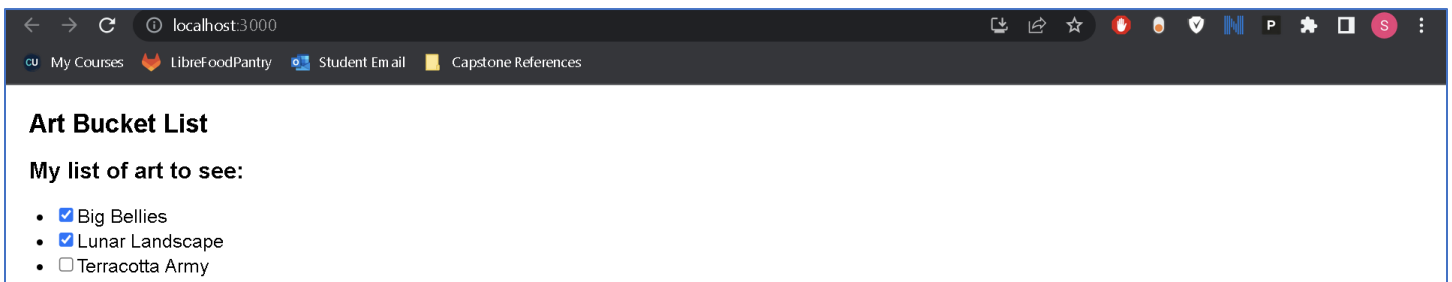 localhost:3000
P
S
CU My Courses LibreFoodPantry Student Email Capstone References
Art Bucket List
My list of art to see:
Big Bellies
Lunar Landscape
Terracotta Army